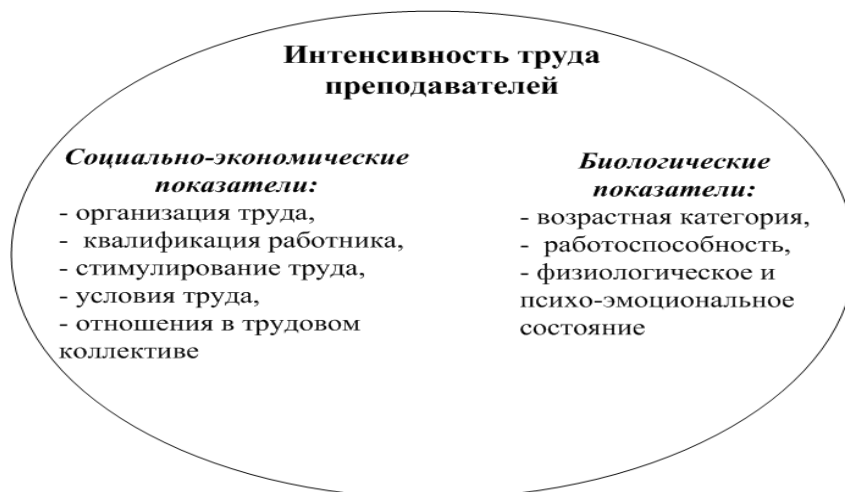 Интенсивность труда
преподавателей
Социально-экономические
показатели:
- организация труда,
- квалификация работника,
- стимулирование труда,
- условия труда,
- отношения в трудовом
коллективе
Биологические
показатели:
- возрастная категория,
- работоспособность,
- физиологическое и
психо-эмоциональное
состояние